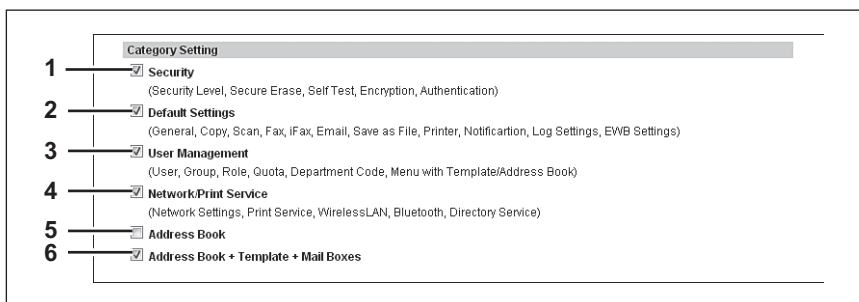 Category Setting
1 Security
(Security Level, Secure Erase, Self Test, Encryption, Authentication)
2 Default Settings
(General, Copy, Scan, Fax, iFax, Email, Save as File, Printer, Notificartion, Log Settings, EWB Settings)
3 User Management
(User, Group, Role, Quota, Department Code, Menu with Template/Address Book)
4 Network/Print Service
(Network Settings, Print Service, WirelessLAN, Bluetooth, Directory Service)
5 Address Book
6 Address Book + Template + Mail Boxes